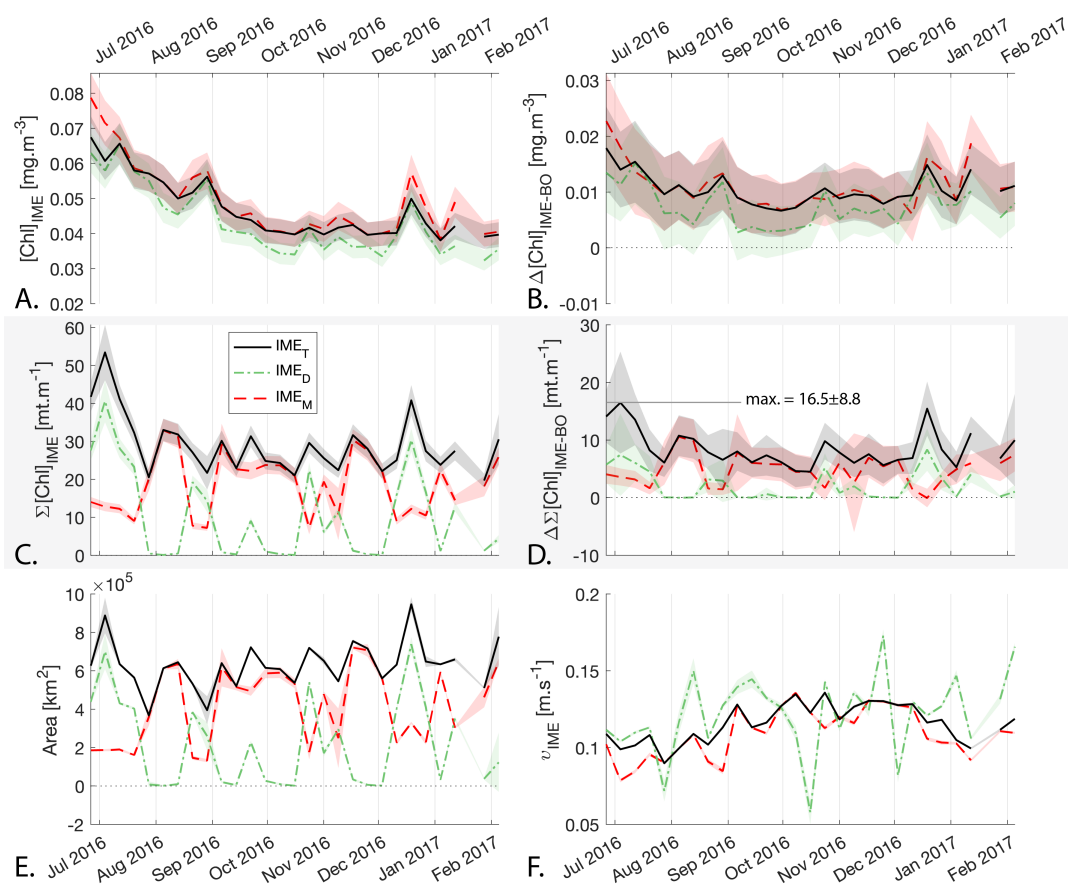 Jul 2016 Aug 2016 Sep 2016 Oct 2016 Nov 2016 Dec 2016 Jan 2017 Feb 2017
Jul 2016 Aug 2016 Sep 2016 Oct 2016 Nov 2016 Dec 2016 Jan 2017 Feb 2017
[Chl]IME [mg.m-3]
0.08
0.07
0.06
0.05
0.04
0.03
0.02
A.
Δ[Chl]IME-BO [mg.m-3]
0.03
0.02
0.01
0
-0.01
B.
Σ[Chl]IME [mt.m-1]
60
50
40
30
20
10
0
IMET
IMED
IMEM
C.
ΔΣ[Chl]IME-BO [mt.m-1]
30
20
10
0
-10
max. = 16.5±8.8
D.
×105
Area [km2]
10
8
6
4
2
0
-2
E.
vIME [m.s-1]
0.2
0.15
0.1
0.05
F.
Jul 2016 Aug 2016 Sep 2016 Oct 2016 Nov 2016 Dec 2016 Jan 2017 Feb 2017
Jul 2016 Aug 2016 Sep 2016 Oct 2016 Nov 2016 Dec 2016 Jan 2017 Feb 2017